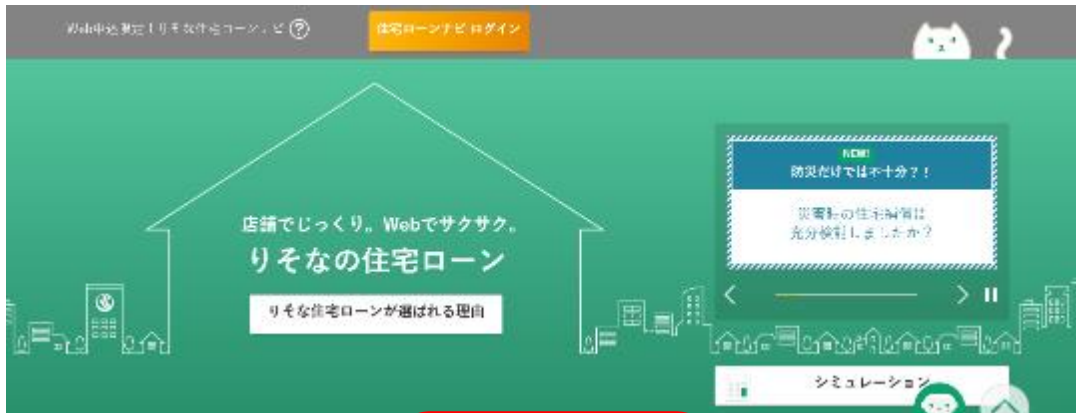 Web申込限定!りそな住宅ローンナビ ?
住宅ローンナビ ログイン
店舗でじっくり。Webでサクサク。
りそなの住宅ローン
りそな住宅ローンが選ばれる理由
NEW!
防災だけでは不十分?!
災害時の住宅補償は
充分検討しましたか?
シミュレーション